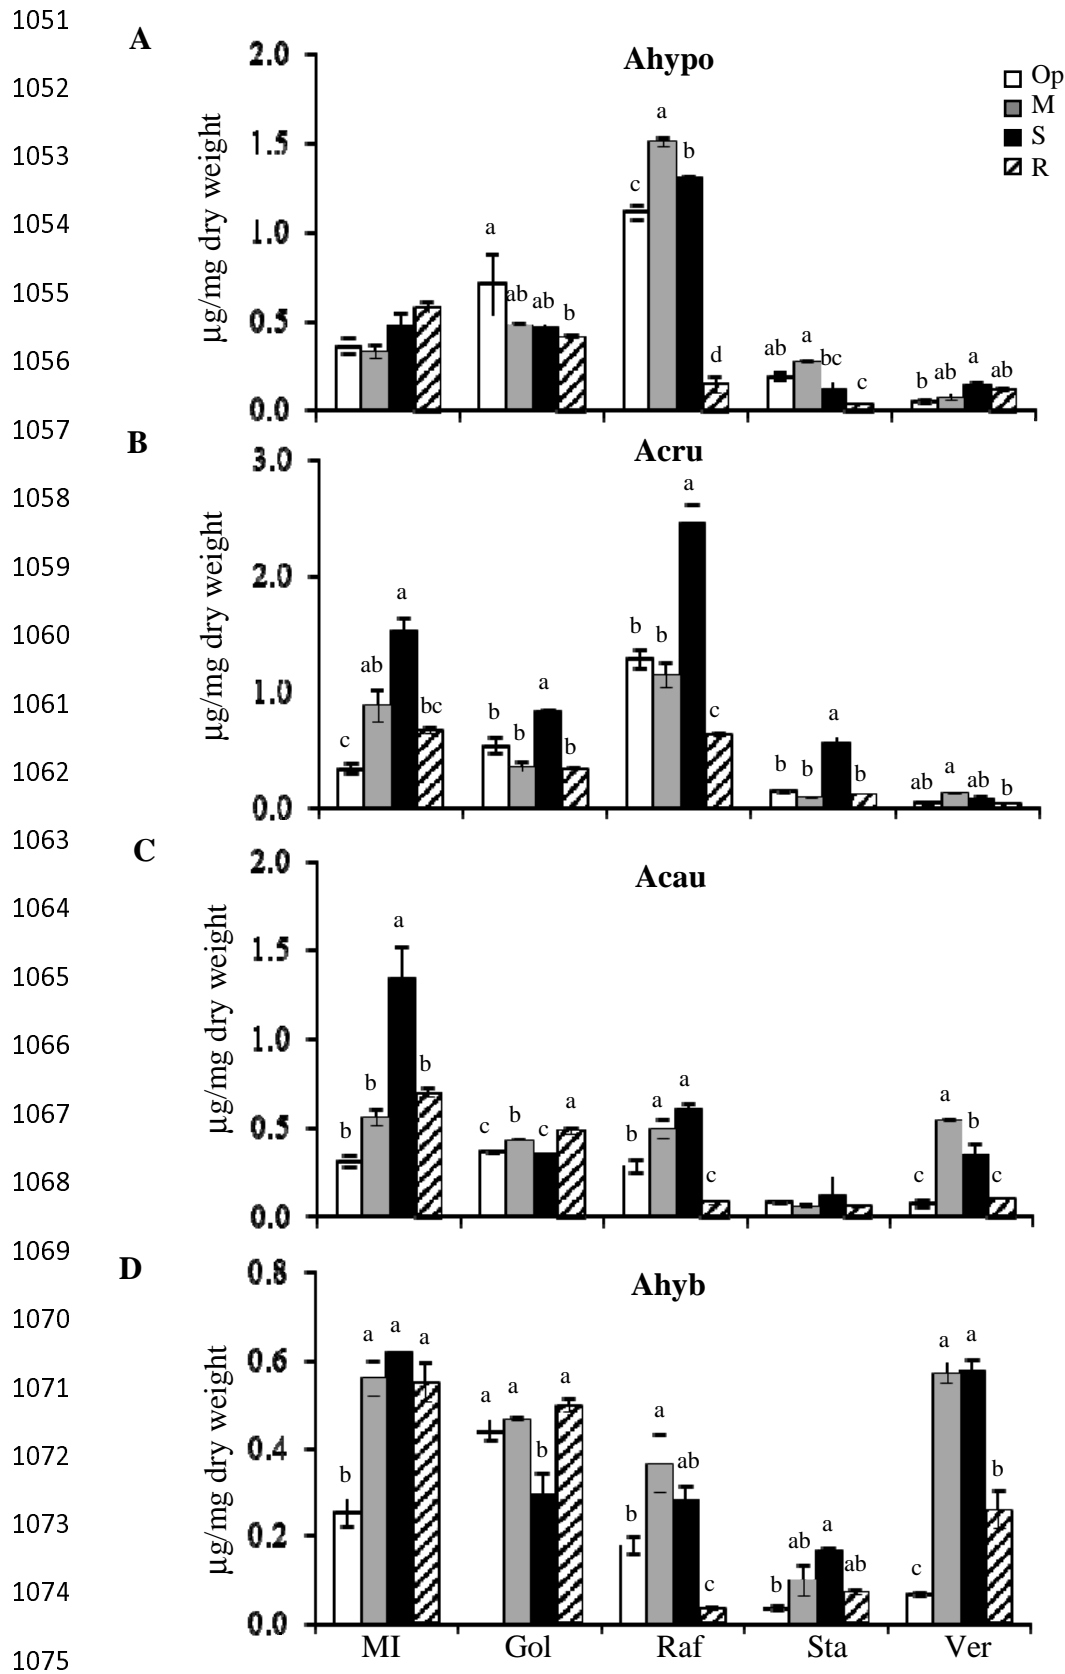 1051
A
2.0
Ahypo
Op
1052
M
1.5
a
S
1053
b
R
c
µg/mg dry weight
1054
1.0
a
1055
ab ab b
0.5
d
ab a bc c
b ab a ab
1056
0.0
1057
B
3.0
Acru
1058
a
1059
2.0
a
µg/mg dry weight
1060
b b
ab
1061
1.0
bc
c
b b a b
c
a
1062
b b b
ab a ab b
0.0
1063
C
2.0
Acau
1064
a
1065
1.5
µg/mg dry weight
1066
1.0
b b
1067
b
c b c a
b a a
a b
0.5
1068
c
c c
0.0
1069
D
0.8
Ahyb
1070
a a a
a a
1071
0.6
a a a
a
µg/mg dry weight
1072
0.4
b
b
ab
b
1073
b
a
0.2
ab ab
1074
c
b
c
0.0
MI Gol Raf Sta Ver
1075